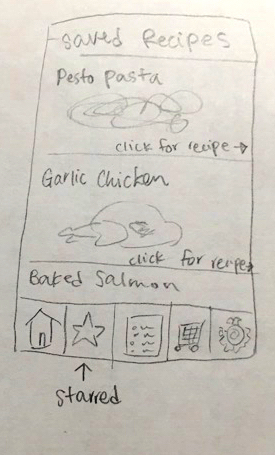 Saved Recipes
Pesto pasta
click for recipe →
Garlic Chicken
click for recipe→
Baked Salmon
↑
starred